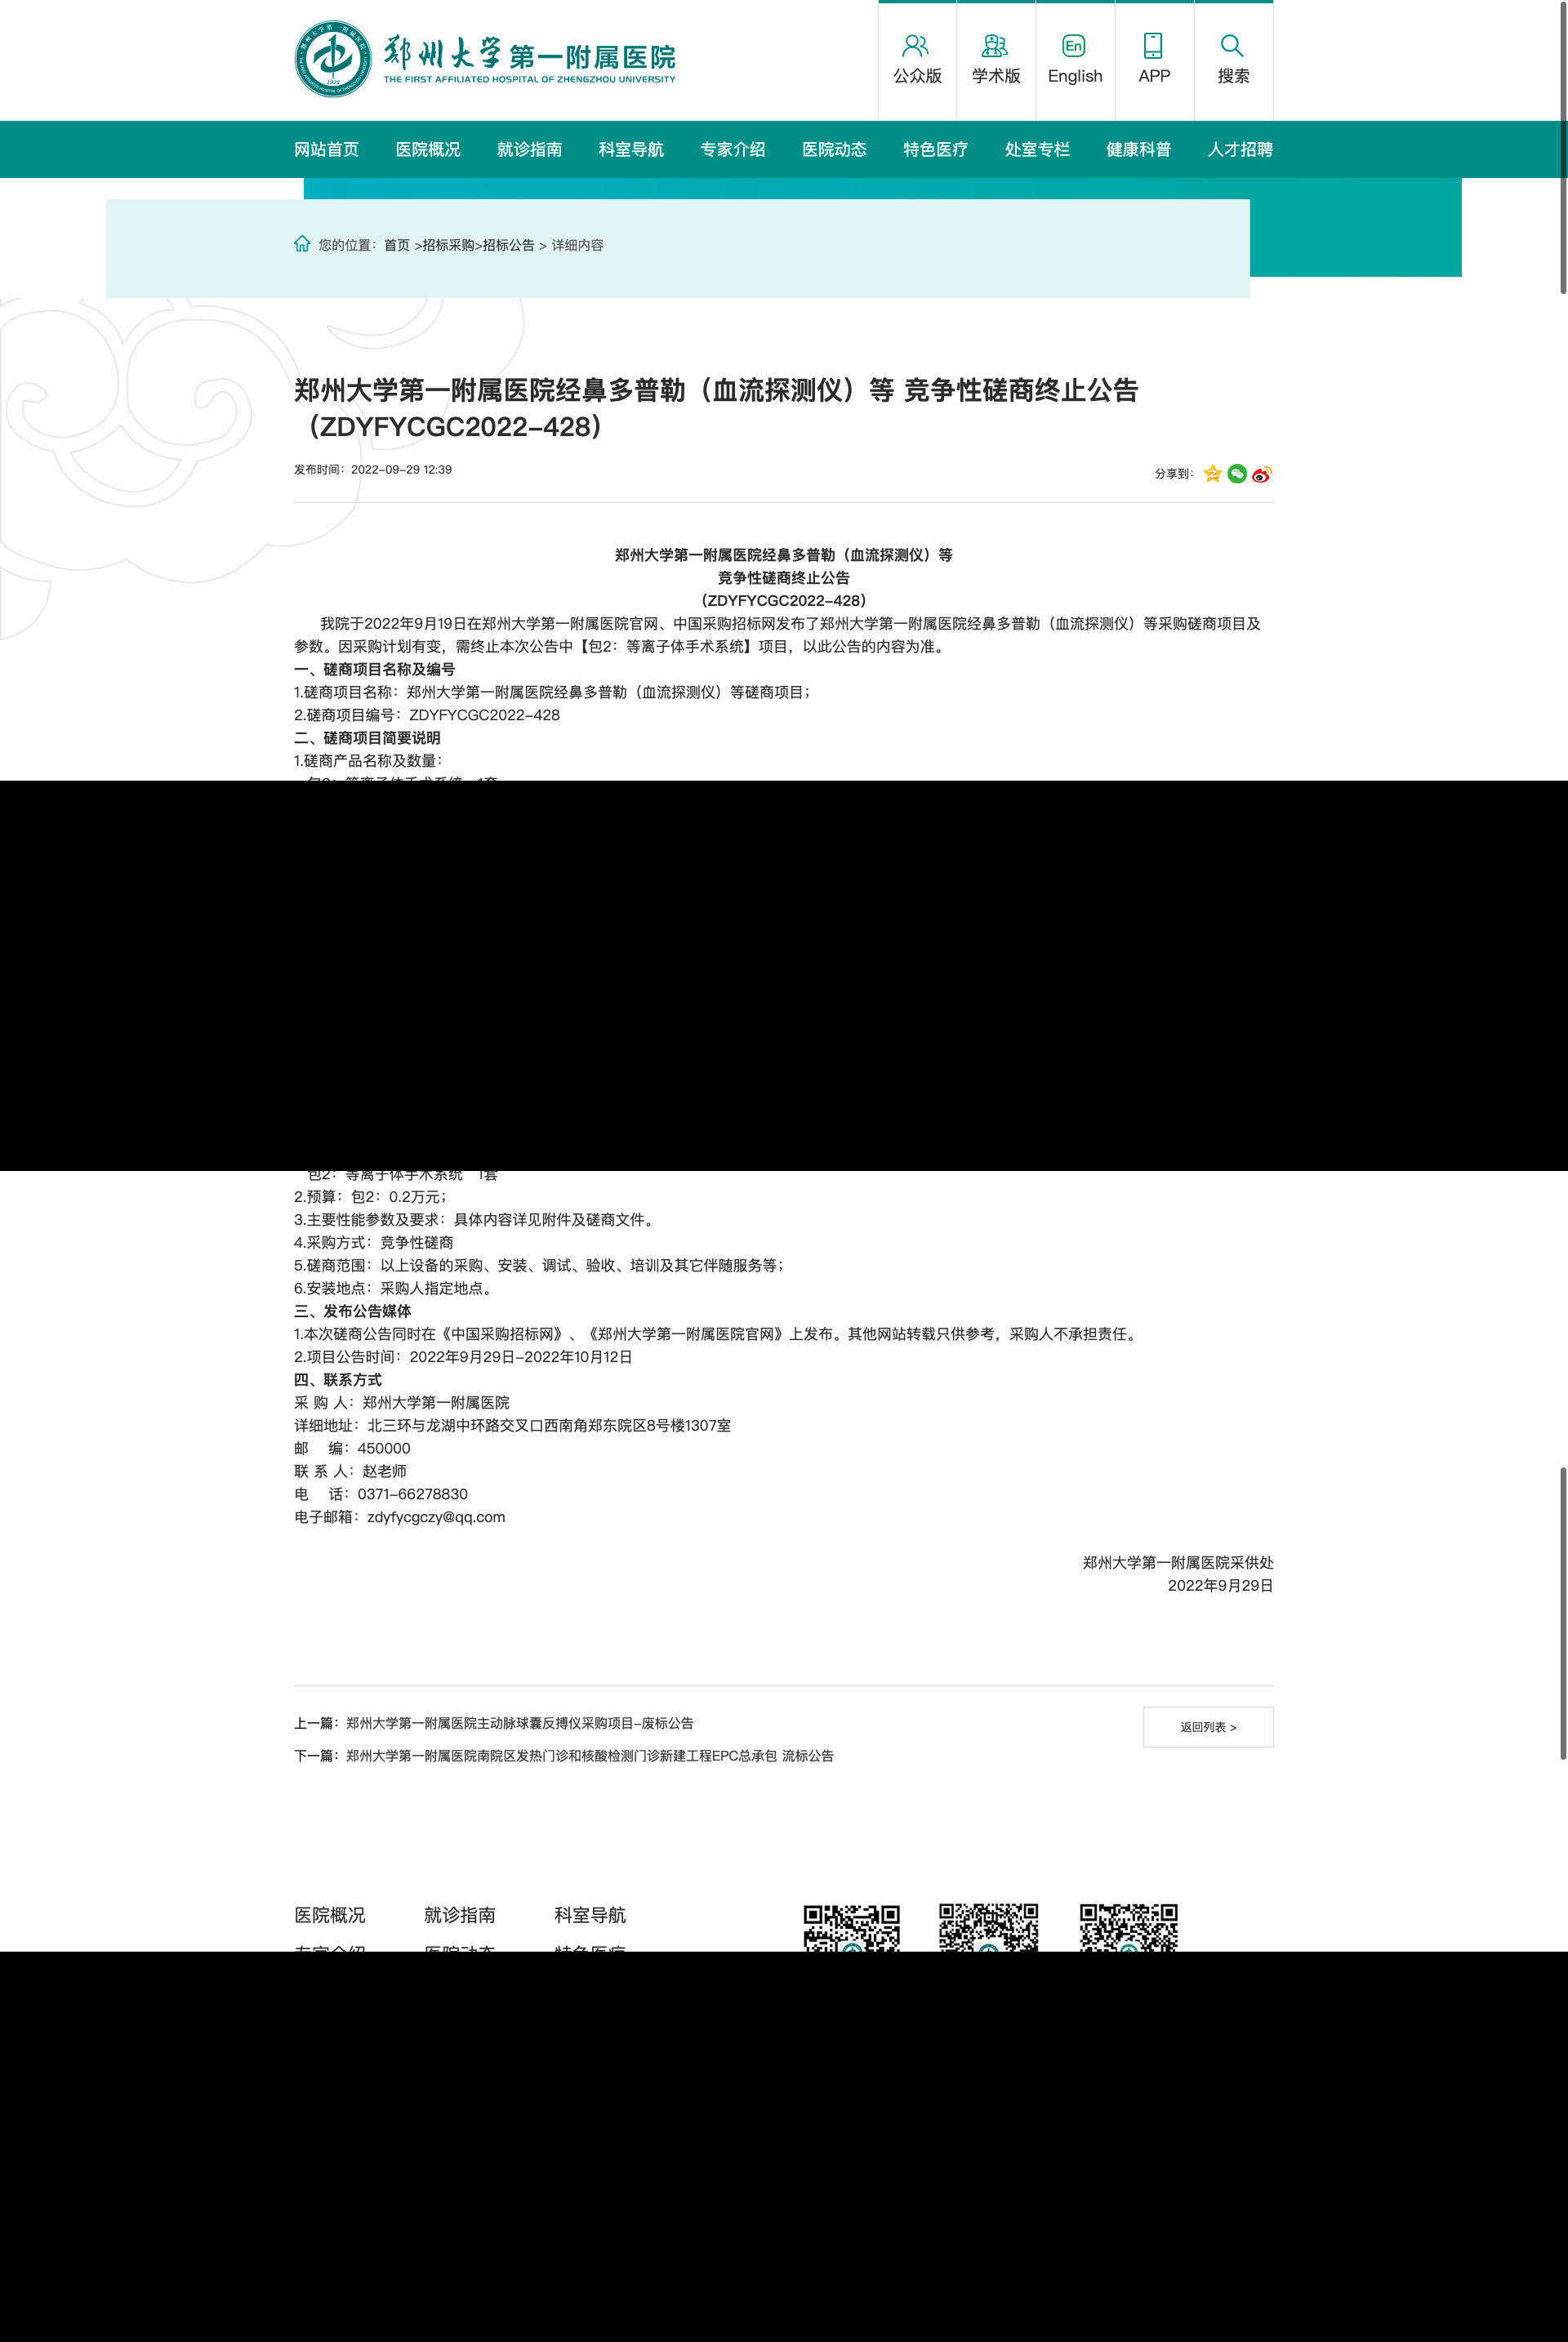 郑州大学第一附属医院
THE FIRST AFFILIATED HOSPITAL OF ZHENGZHOU UNIVERSITY
1928
公众版
学术版
En
English
APP
搜索
网站首页 医院概况 就诊指南 科室导航 专家介绍 医院动态 特色医疗 处室专栏 健康科普 人才招聘
您的位置：首页 >招标采购>招标公告 > 详细内容
郑州大学第一附属医院经鼻多普勒（血流探测仪）等 竞争性磋商终止公告
（ZDYFYCGC2022-428）
发布时间：2022-09-29 12:39
分享到：
郑州大学第一附属医院经鼻多普勒（血流探测仪）等
竞争性磋商终止公告
（ZDYFYCGC2022-428）
我院于2022年9月19日在郑州大学第一附属医院官网、中国采购招标网发布了郑州大学第一附属医院经鼻多普勒（血流探测仪）等采购磋商项目及
参数。因采购计划有变，需终止本次公告中【包2：等离子体手术系统】项目，以此公告的内容为准。
一、磋商项目名称及编号
1.磋商项目名称：郑州大学第一附属医院经鼻多普勒（血流探测仪）等磋商项目；
2.磋商项目编号：ZDYFYCGC2022-428
二、磋商项目简要说明
1.磋商产品名称及数量：
包2：等离子体手术系统 1套
包2：等离子体手术系统 1套
2.预算：包2：0.2万元；
3.主要性能参数及要求：具体内容详见附件及磋商文件。
4.采购方式：竞争性磋商
5.磋商范围：以上设备的采购、安装、调试、验收、培训及其它伴随服务等；
6.安装地点：采购人指定地点。
三、发布公告媒体
1.本次磋商公告同时在《中国采购招标网》、《郑州大学第一附属医院官网》上发布。其他网站转载只供参考，采购人不承担责任。
2.项目公告时间：2022年9月29日-2022年10月12日
四、联系方式
采 购 人：郑州大学第一附属医院
详细地址：北三环与龙湖中环路交叉口西南角郑东院区8号楼1307室
邮 编：450000
联 系 人：赵老师
电 话：0371-66278830
电子邮箱：zdyfycgczy@qq.com
郑州大学第一附属医院采供处
2022年9月29日
上一篇：郑州大学第一附属医院主动脉球囊反搏仪采购项目-废标公告
返回列表 >
下一篇：郑州大学第一附属医院南院区发热门诊和核酸检测门诊新建工程EPC总承包 流标公告
医院概况 就诊指南 科室导航
专家介绍 医院动态 特色医疗